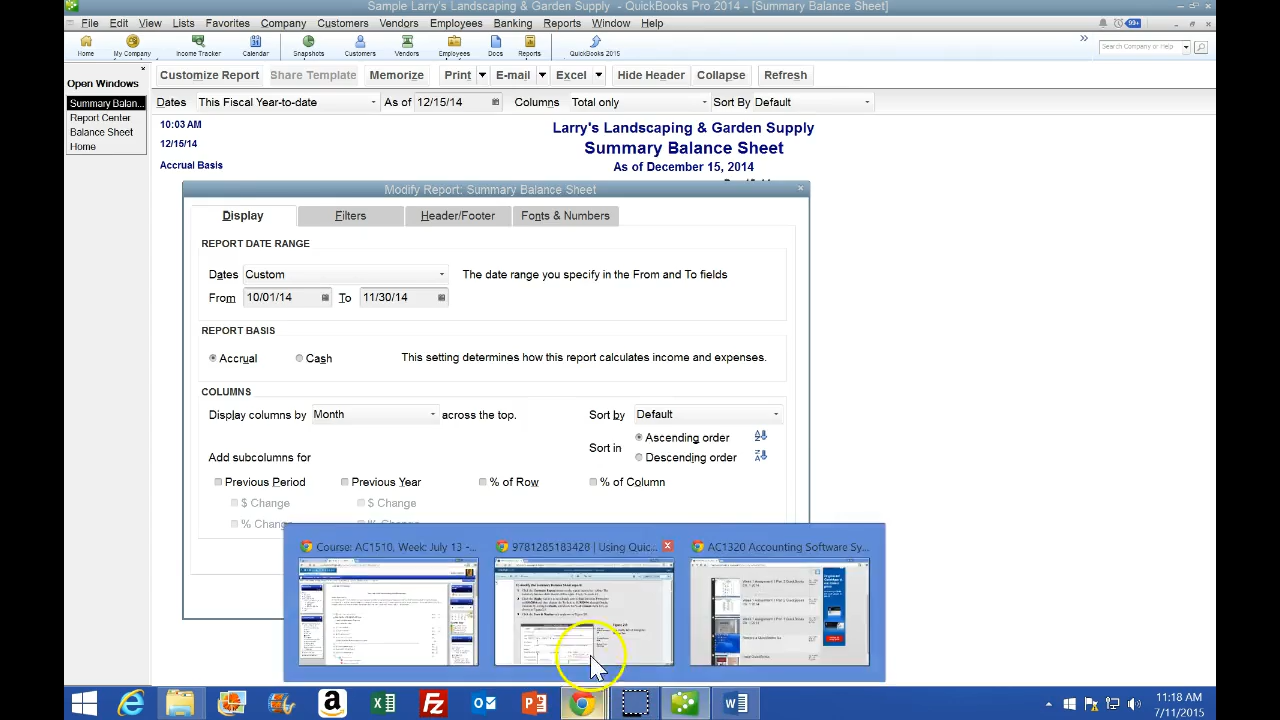 Sample Larry's Landscaping & Garden Supply - QuickBooks Pro 2014 - [Summary Balance Sheet]
File Edit View Lists Favorites Company Customers Vendors Employees Banking Reports Window Help 99+
Home My Company Income Tracker Calendar Snapshots Customers Vendors Employees Docs Reports QuickBooks 2015 » Search Company or Help
Open Windows
Summary Balan...
Report Center
Balance Sheet
Home
Customize Report Share Template Memorize Print E-mail Excel Hide Header Collapse Refresh
Dates This Fiscal Year-to-date As of 12/15/14 Columns Total only Sort By Default
10:03 AM
12/15/14
Accrual Basis
Larry's Landscaping & Garden Supply
Summary Balance Sheet
As of December 15, 2014
Modify Report: Summary Balance Sheet
Display Filters Header/Footer Fonts & Numbers
REPORT DATE RANGE
Dates Custom The date range you specify in the From and To fields
From 10/01/14 To 11/30/14
REPORT BASIS
Accrual Cash This setting determines how this report calculates income and expenses.
COLUMNS
Display columns by Month across the top. Sort by Default
Sort in Ascending order
Descending order
Add subcolumns for
Previous Period Previous Year % of Row % of Column
$ Change $ Change
% Change
Course: AC1510, Week: July 13 -... 9781285183428 | Using Quic... AC1320 Accounting Software Sy...
11:18 AM
7/11/2015